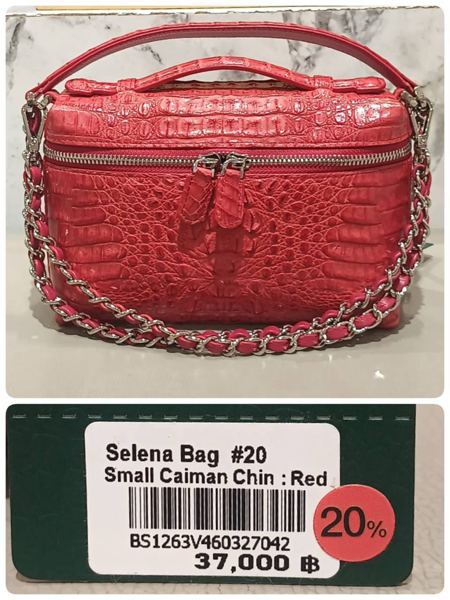 Selena Bag #20
Small Caiman Chin : Red
20%
BS1263V460327042
37,000 ฿